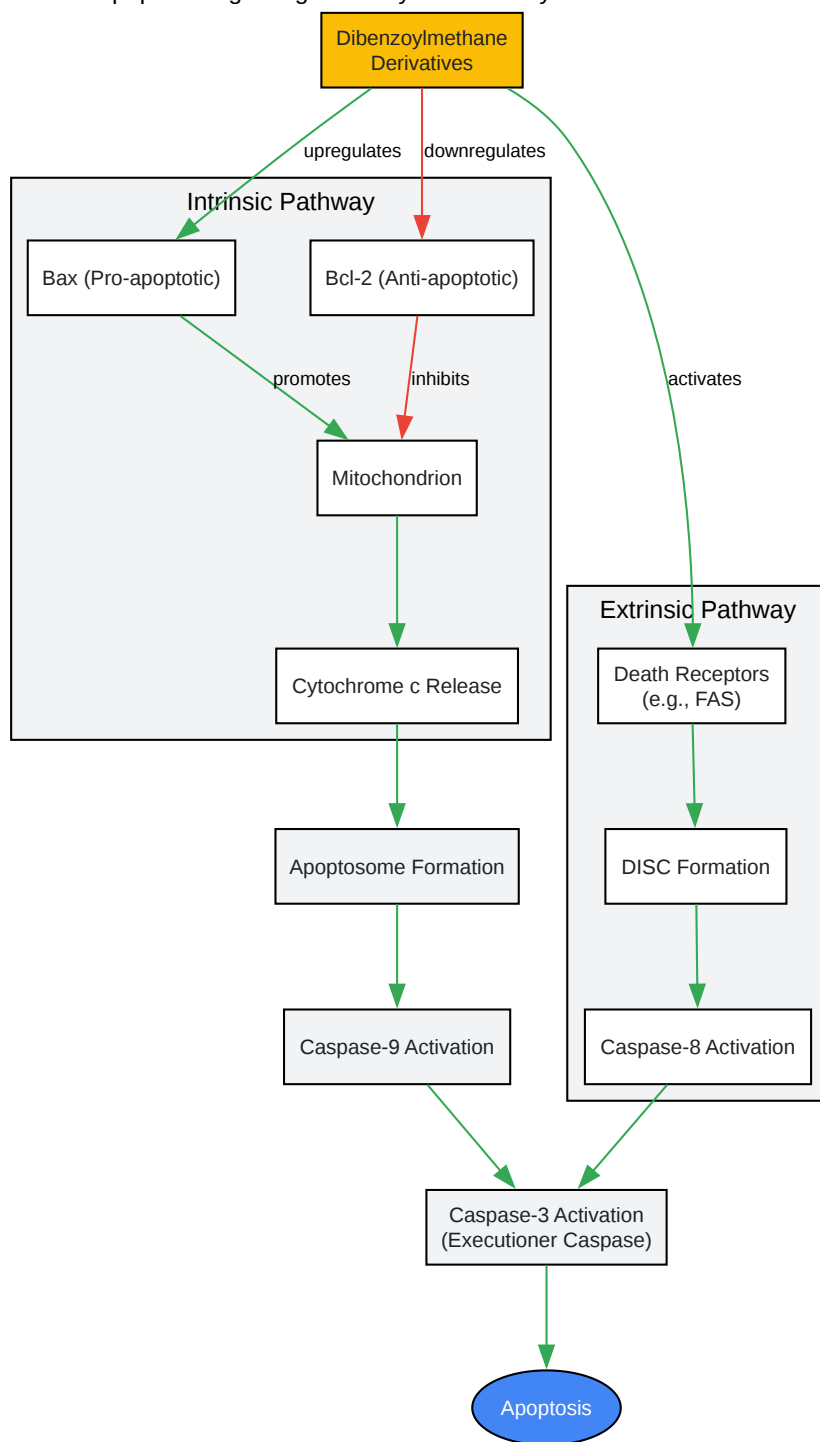 Dibenzoylmethane
Derivatives
upregulates
downregulates
Intrinsic Pathway
Bax (Pro-apoptotic)
Bcl-2 (Anti-apoptotic)
promotes
inhibits
activates
Mitochondrion
Extrinsic Pathway
Cytochrome c Release
Death Receptors
(e.g., FAS)
Apoptosome Formation
DISC Formation
Caspase-9 Activation
Caspase-8 Activation
Caspase-3 Activation
(Executioner Caspase)
Apoptosis